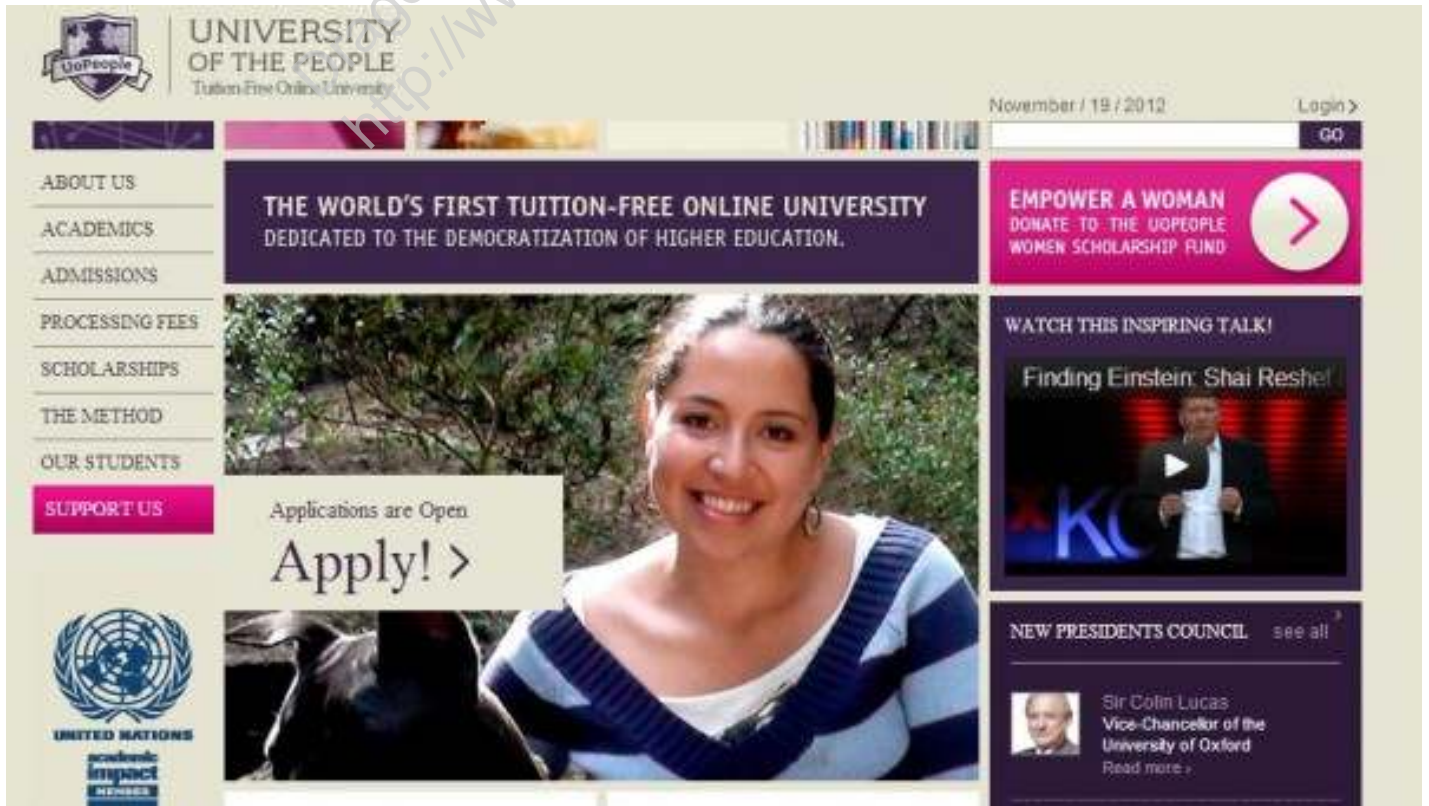 UoPeople
UNIVERSITY
OF THE PEOPLE
Tuition-Free Online University
http://w
November / 19 / 2012
Login >
GO
ABOUT US
ACADEMICS
ADMISSIONS
PROCESSING FEES
SCHOLARSHIPS
THE METHOD
OUR STUDENTS
SUPPORT US
UNITED NATIONS
academic
impact
MEMBER
THE WORLD'S FIRST TUITION-FREE ONLINE UNIVERSITY
DEDICATED TO THE DEMOCRATIZATION OF HIGHER EDUCATION.
Applications are Open
Apply! >
EMPOWER A WOMAN
DONATE TO THE UOPEOPLE
WOMEN SCHOLARSHIP FUND
WATCH THIS INSPIRING TALK!
Finding Einstein: Shai Reshef
xKC
NEW PRESIDENTS COUNCIL see all >
Sir Colin Lucas
Vice-Chancellor of the
University of Oxford
Read more >